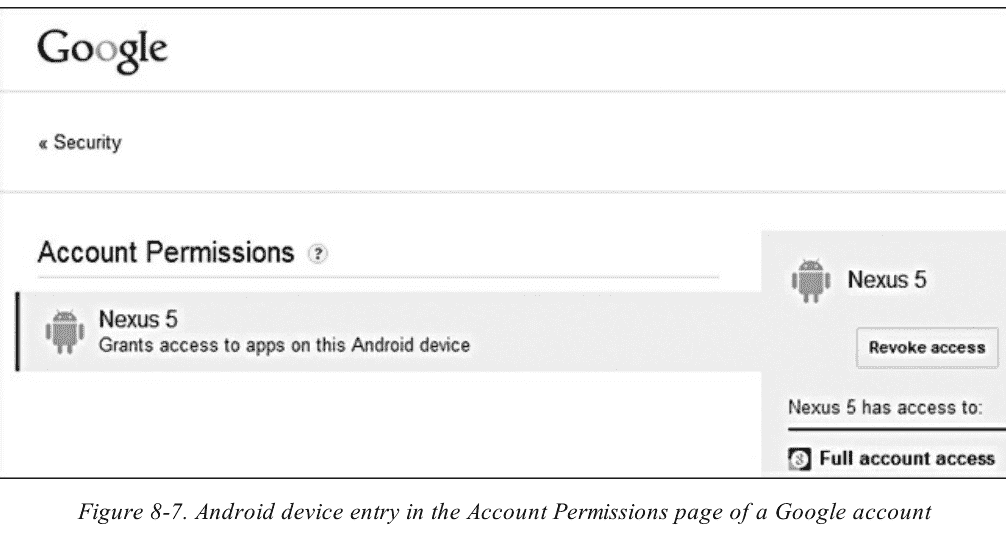 Google
« Security
Account Permissions ?
Nexus 5
Grants access to apps on this Android device
Nexus 5
Revoke access
Nexus 5 has access to:
Full account access
Figure 8-7. Android device entry in the Account Permissions page of a Google account